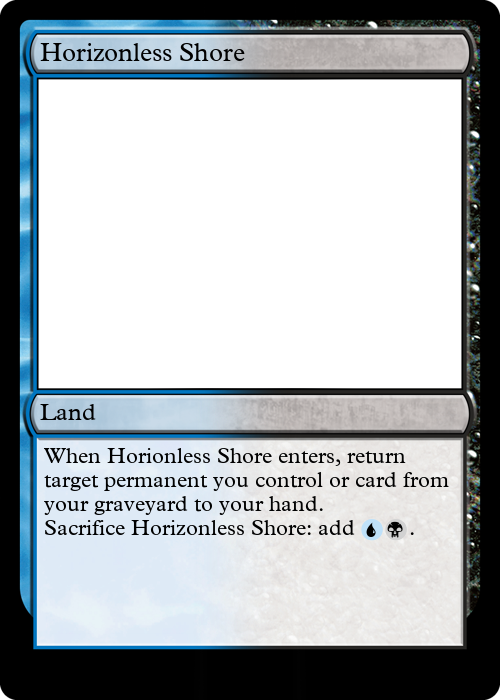 Horizonless Shore
Land
When Horionless Shore enters, return
target permanent you control or card from
your graveyard to your hand.
Sacrifice Horizonless Shore: add .